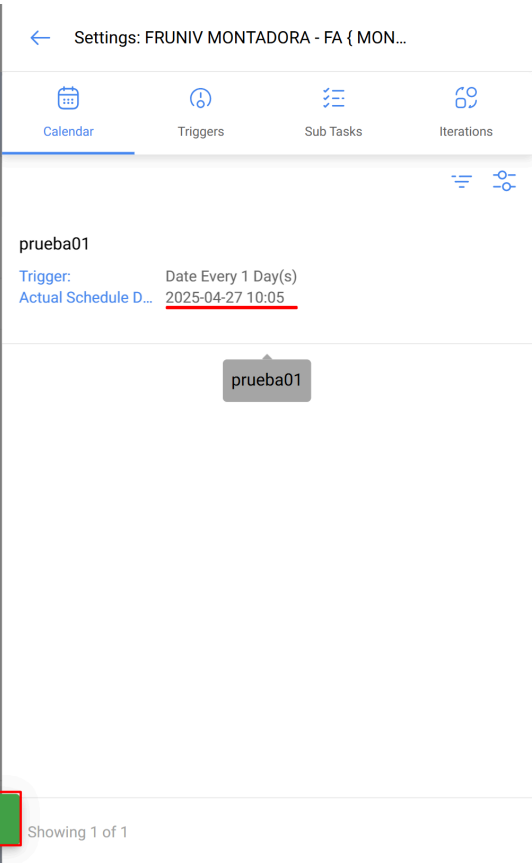 Settings: FRUNIV MONTADORA - FA { MON...
Calendar
Triggers
Sub Tasks
Iterations
prueba01
Trigger: Date Every 1 Day(s)
Actual Schedule D... 2025-04-27 10:05
prueba01
Showing 1 of 1